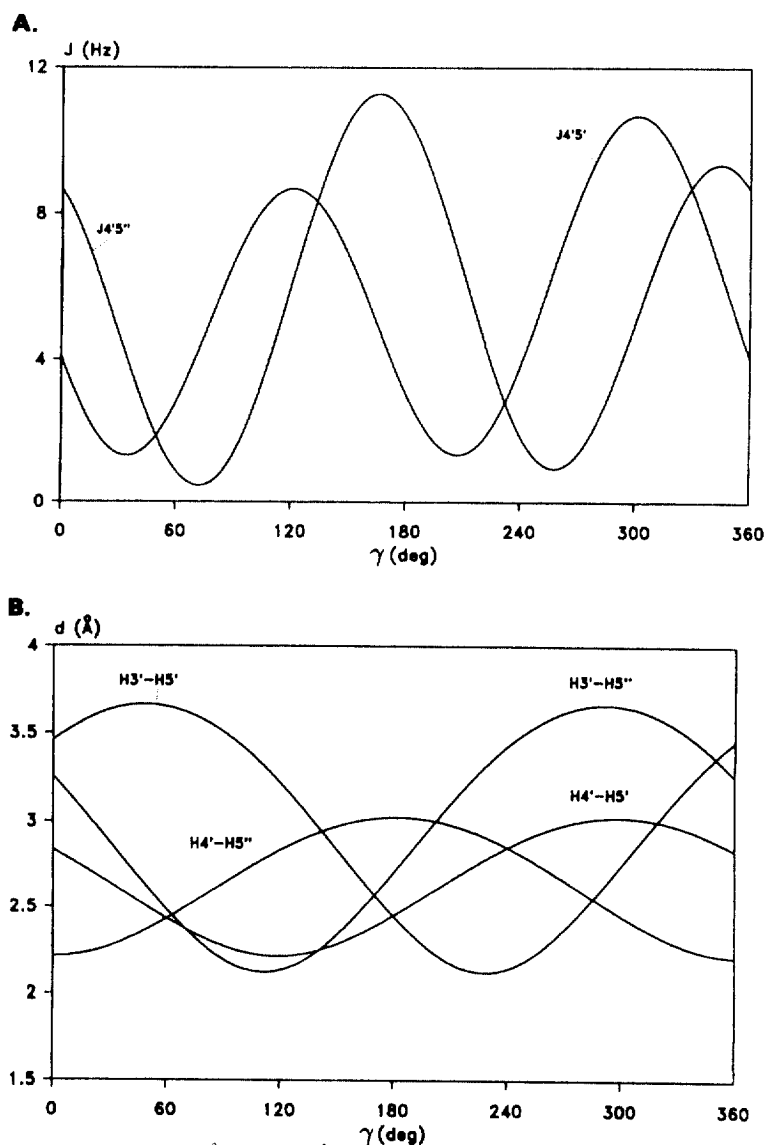 A.
J (Hz)
12
8
4
0
J4'5"
J4'5'
0 60 120 180 240 300 360
γ (deg)
B.
d (Å)
4
3.5
3
2.5
2
1.5
H3'-H5'
H3'-H5"
H4'-H5"
H4'-H5'
0 60 120 180 240 300 360
γ (deg)